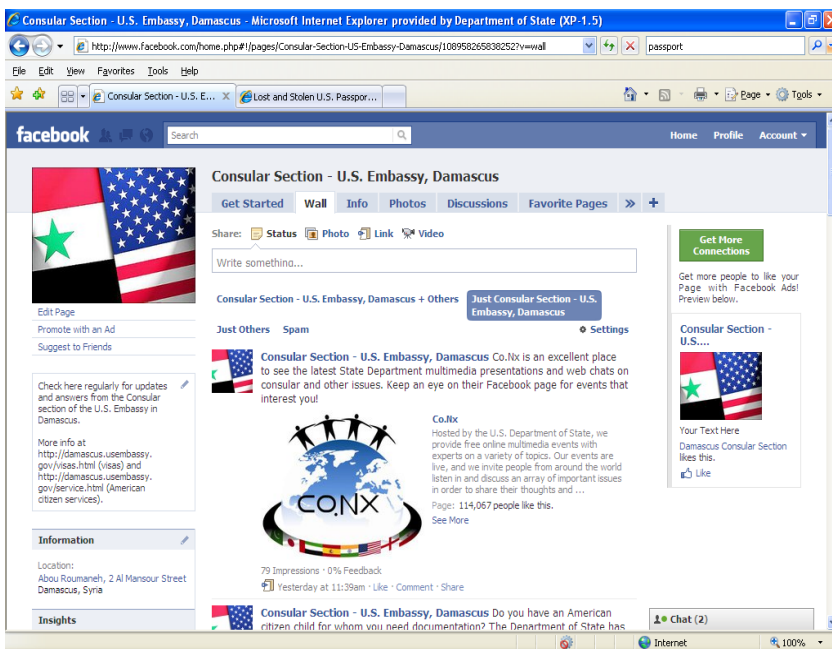 Consular Section - U.S. Embassy, Damascus - Microsoft Internet Explorer provided by Department of State (XP-1.5)
http://www.facebook.com/home.php#!/pages/Consular-Section-US-Embassy-Damascus/108958265838252?v=wall
passport
File Edit View Favorites Tools Help
Consular Section - U.S. E... X
Lost and Stolen U.S. Passpor...
Page
Tools
facebook
Search
Home Profile Account
Consular Section - U.S. Embassy, Damascus
Get Started Wall Info Photos Discussions Favorite Pages » +
Share: Status Photo Link Video
Write something...
Consular Section - U.S. Embassy, Damascus + Others
Just Consular Section - U.S.
Embassy, Damascus
Just Others Spam
Settings
Edit Page
Promote with an Ad
Suggest to Friends
Check here regularly for updates
and answers from the Consular
section of the U.S. Embassy in
Damascus.
More info at
http://damascus.usembassy.
gov/visas.html (visas) and
http://damascus.usembassy.
gov/service.html (American
citizen services).
Information
Location:
Abou Roumaneh, 2 Al Mansour Street
Damascus, Syria
Insights
Consular Section - U.S. Embassy, Damascus Co.Nx is an excellent place
to see the latest State Department multimedia presentations and web chats on
consular and other issues. Keep an eye on their Facebook page for events that
interest you!
CO.NX
Co.Nx
Hosted by the U.S. Department of State, we
provide free online multimedia events with
experts on a variety of topics. Our events are
live, and we invite people from around the world
listen in and discuss an array of important issues
in order to share their thoughts and ...
Page: 114,067 people like this.
See More
79 Impressions · 0% Feedback
Yesterday at 11:39am · Like · Comment · Share
Consular Section - U.S. Embassy, Damascus Do you have an American
citizen child for whom you need documentation? The Department of State has
Get More
Connections
Get more people to like your
Page with Facebook Ads!
Preview below.
Consular Section -
U.S....
Your Text Here
Damascus Consular Section
likes this.
Like
Chat (2)
Internet
100%